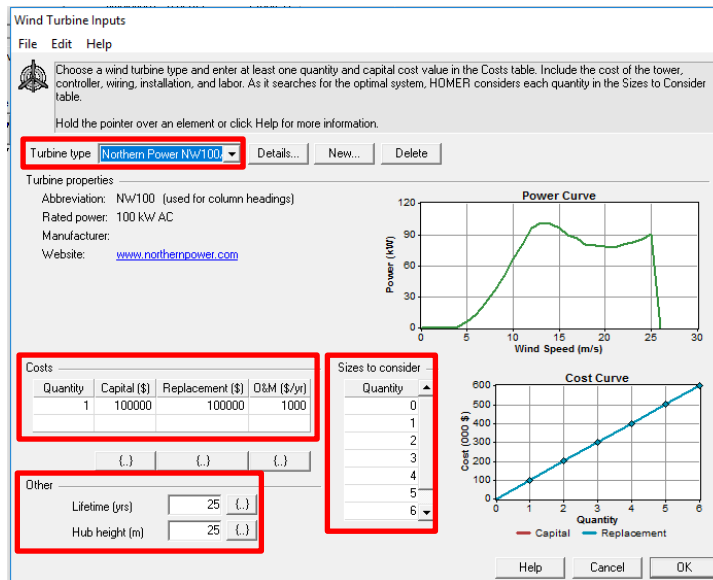 Wind Turbine Inputs
File Edit Help
Choose a wind turbine type and enter at least one quantity and capital cost value in the Costs table. Include the cost of the tower,
controller, wiring, installation, and labor. As it searches for the optimal system, HOMER considers each quantity in the Sizes to Consider
table.
Hold the pointer over an element or click Help for more information.
Turbine type Northern Power NW100/ Details... New... Delete
Turbine properties
Abbreviation: NW100 (used for column headings)
Rated power: 100 kW AC
Manufacturer:
Website: www.northernpower.com
Power Curve
Power (kW)
120
90
60
30
0
0 5 10 15 20 25 30
Wind Speed (m/s)
Costs
Quantity Capital ($) Replacement ($) O&M ($/yr)
1 100000 100000 1000
{..} {..} {..}
Other
Lifetime (yrs) 25 {..}
Hub height (m) 25 {..}
Sizes to consider
Quantity
0
1
2
3
4
5
6
Cost Curve
Cost (000 $)
600
500
400
300
200
100
0
0 1 2 3 4 5 6
Quantity
Capital Replacement
Help Cancel OK